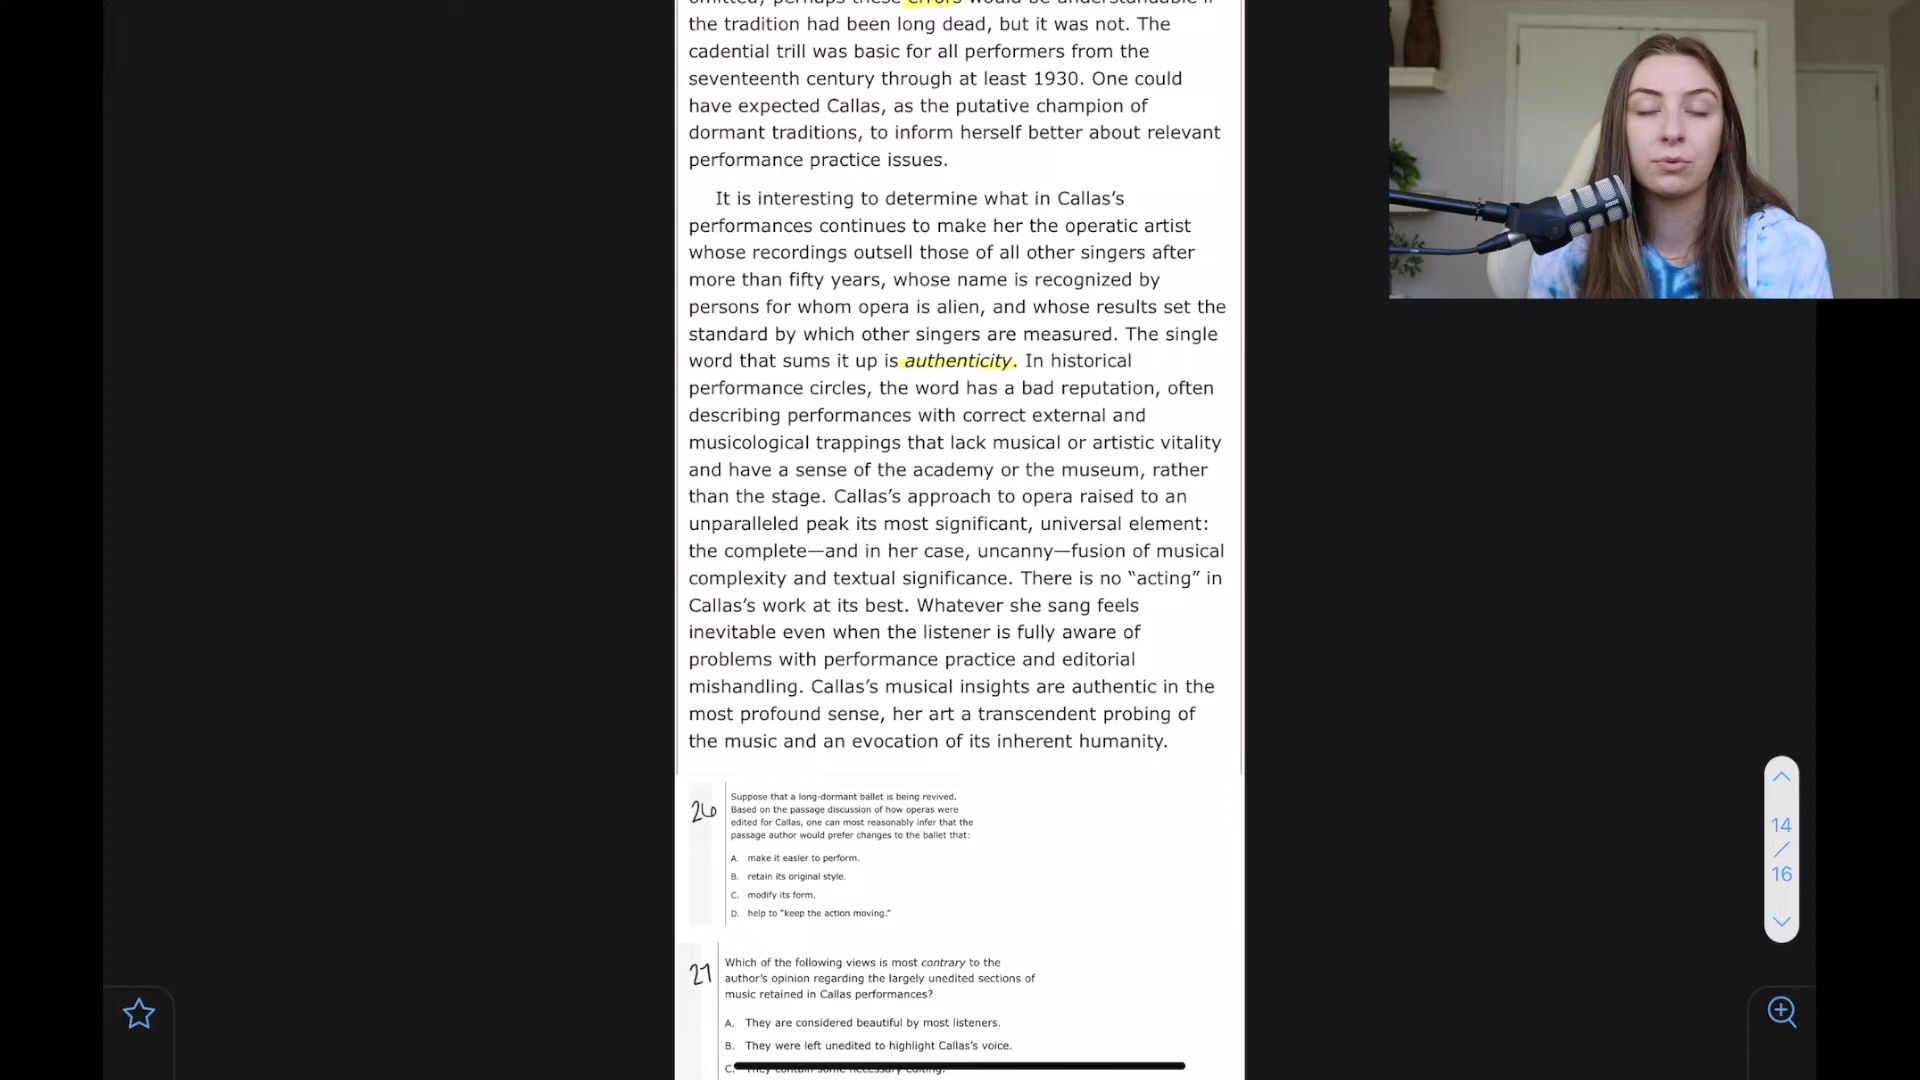 omitted, perhaps these errors would be understandable if
the tradition had been long dead, but it was not. The
cadential trill was basic for all performers from the
seventeenth century through at least 1930. One could
have expected Callas, as the putative champion of
dormant traditions, to inform herself better about relevant
performance practice issues.
It is interesting to determine what in Callas’s
performances continues to make her the operatic artist
whose recordings outsell those of all other singers after
more than fifty years, whose name is recognized by
persons for whom opera is alien, and whose results set the
standard by which other singers are measured. The single
word that sums it up is authenticity. In historical
performance circles, the word has a bad reputation, often
describing performances with correct external and
musicological trappings that lack musical or artistic vitality
and have a sense of the academy or the museum, rather
than the stage. Callas’s approach to opera raised to an
unparalleled peak its most significant, universal element:
the complete—and in her case, uncanny—fusion of musical
complexity and textual significance. There is no “acting” in
Callas’s work at its best. Whatever she sang feels
inevitable even when the listener is fully aware of
problems with performance practice and editorial
mishandling. Callas’s musical insights are authentic in the
most profound sense, her art a transcendent probing of
the music and an evocation of its inherent humanity.
26
Suppose that a long-dormant ballet is being revived.
Based on the passage discussion of how operas were
edited for Callas, one can most reasonably infer that the
passage author would prefer changes to the ballet that:
A. make it easier to perform.
B. retain its original style.
C. modify its form.
D. help to “keep the action moving.”
27
Which of the following views is most contrary to the
author’s opinion regarding the largely unedited sections of
music retained in Callas performances?
A. They are considered beautiful by most listeners.
B. They were left unedited to highlight Callas’s voice.
C. They contain some necessary editing.
14
/
16
RODE